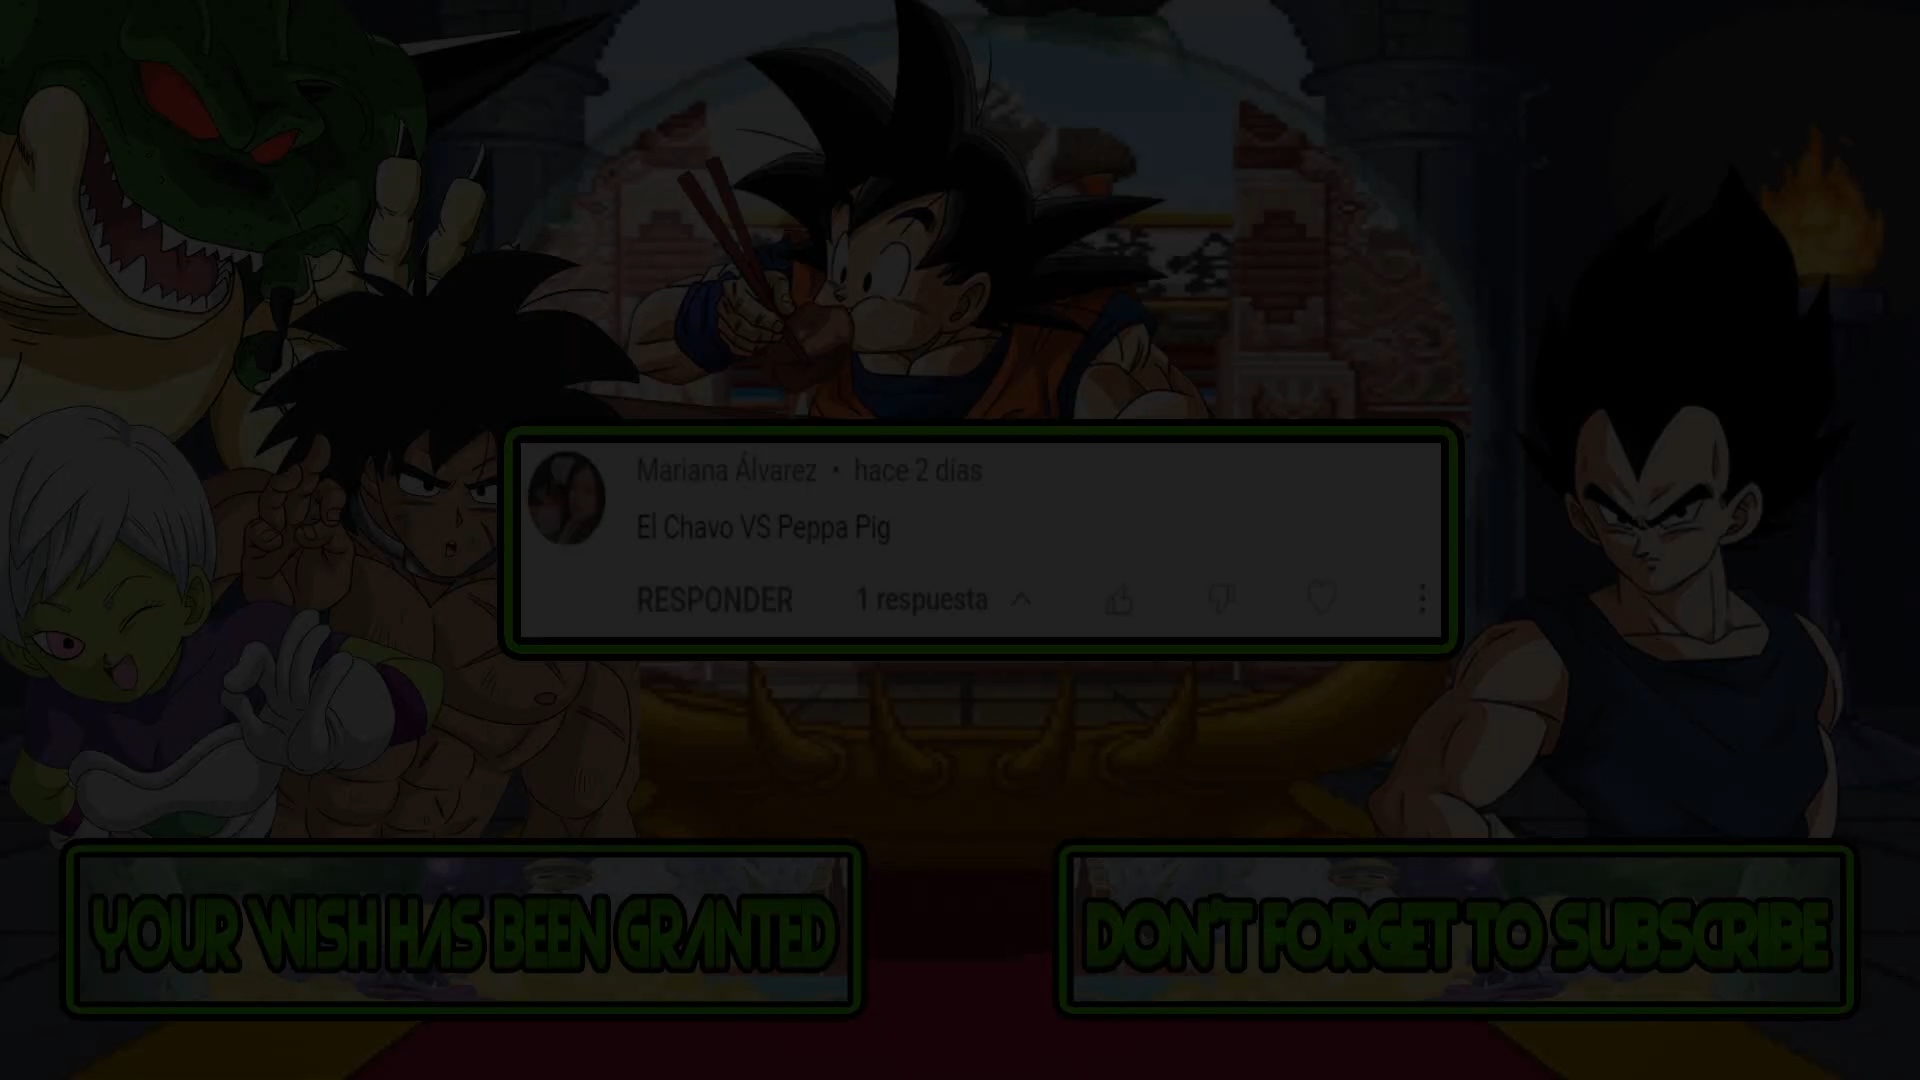 Mariana Álvarez • hace 2 días
El Chavo VS Peppa Pig
RESPONDER 1 respuesta
YOUR WISH HAS BEEN GRANTED
DON'T FORGET TO SUBSCRIBE